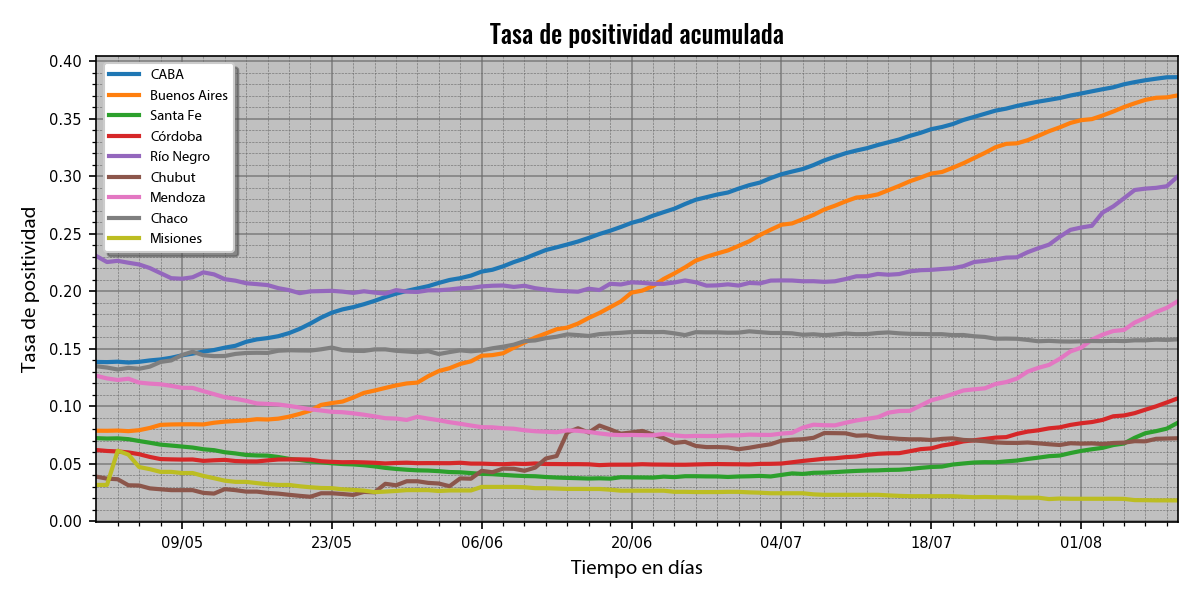 Tasa de positividad acumulada
Tasa de positividad
0.40
0.35
0.30
0.25
0.20
0.15
0.10
0.05
0.00
CABA
Buenos Aires
Santa Fe
Córdoba
Río Negro
Chubut
Mendoza
Chaco
Misiones
09/05
23/05
06/06
20/06
04/07
18/07
01/08
Tiempo en días